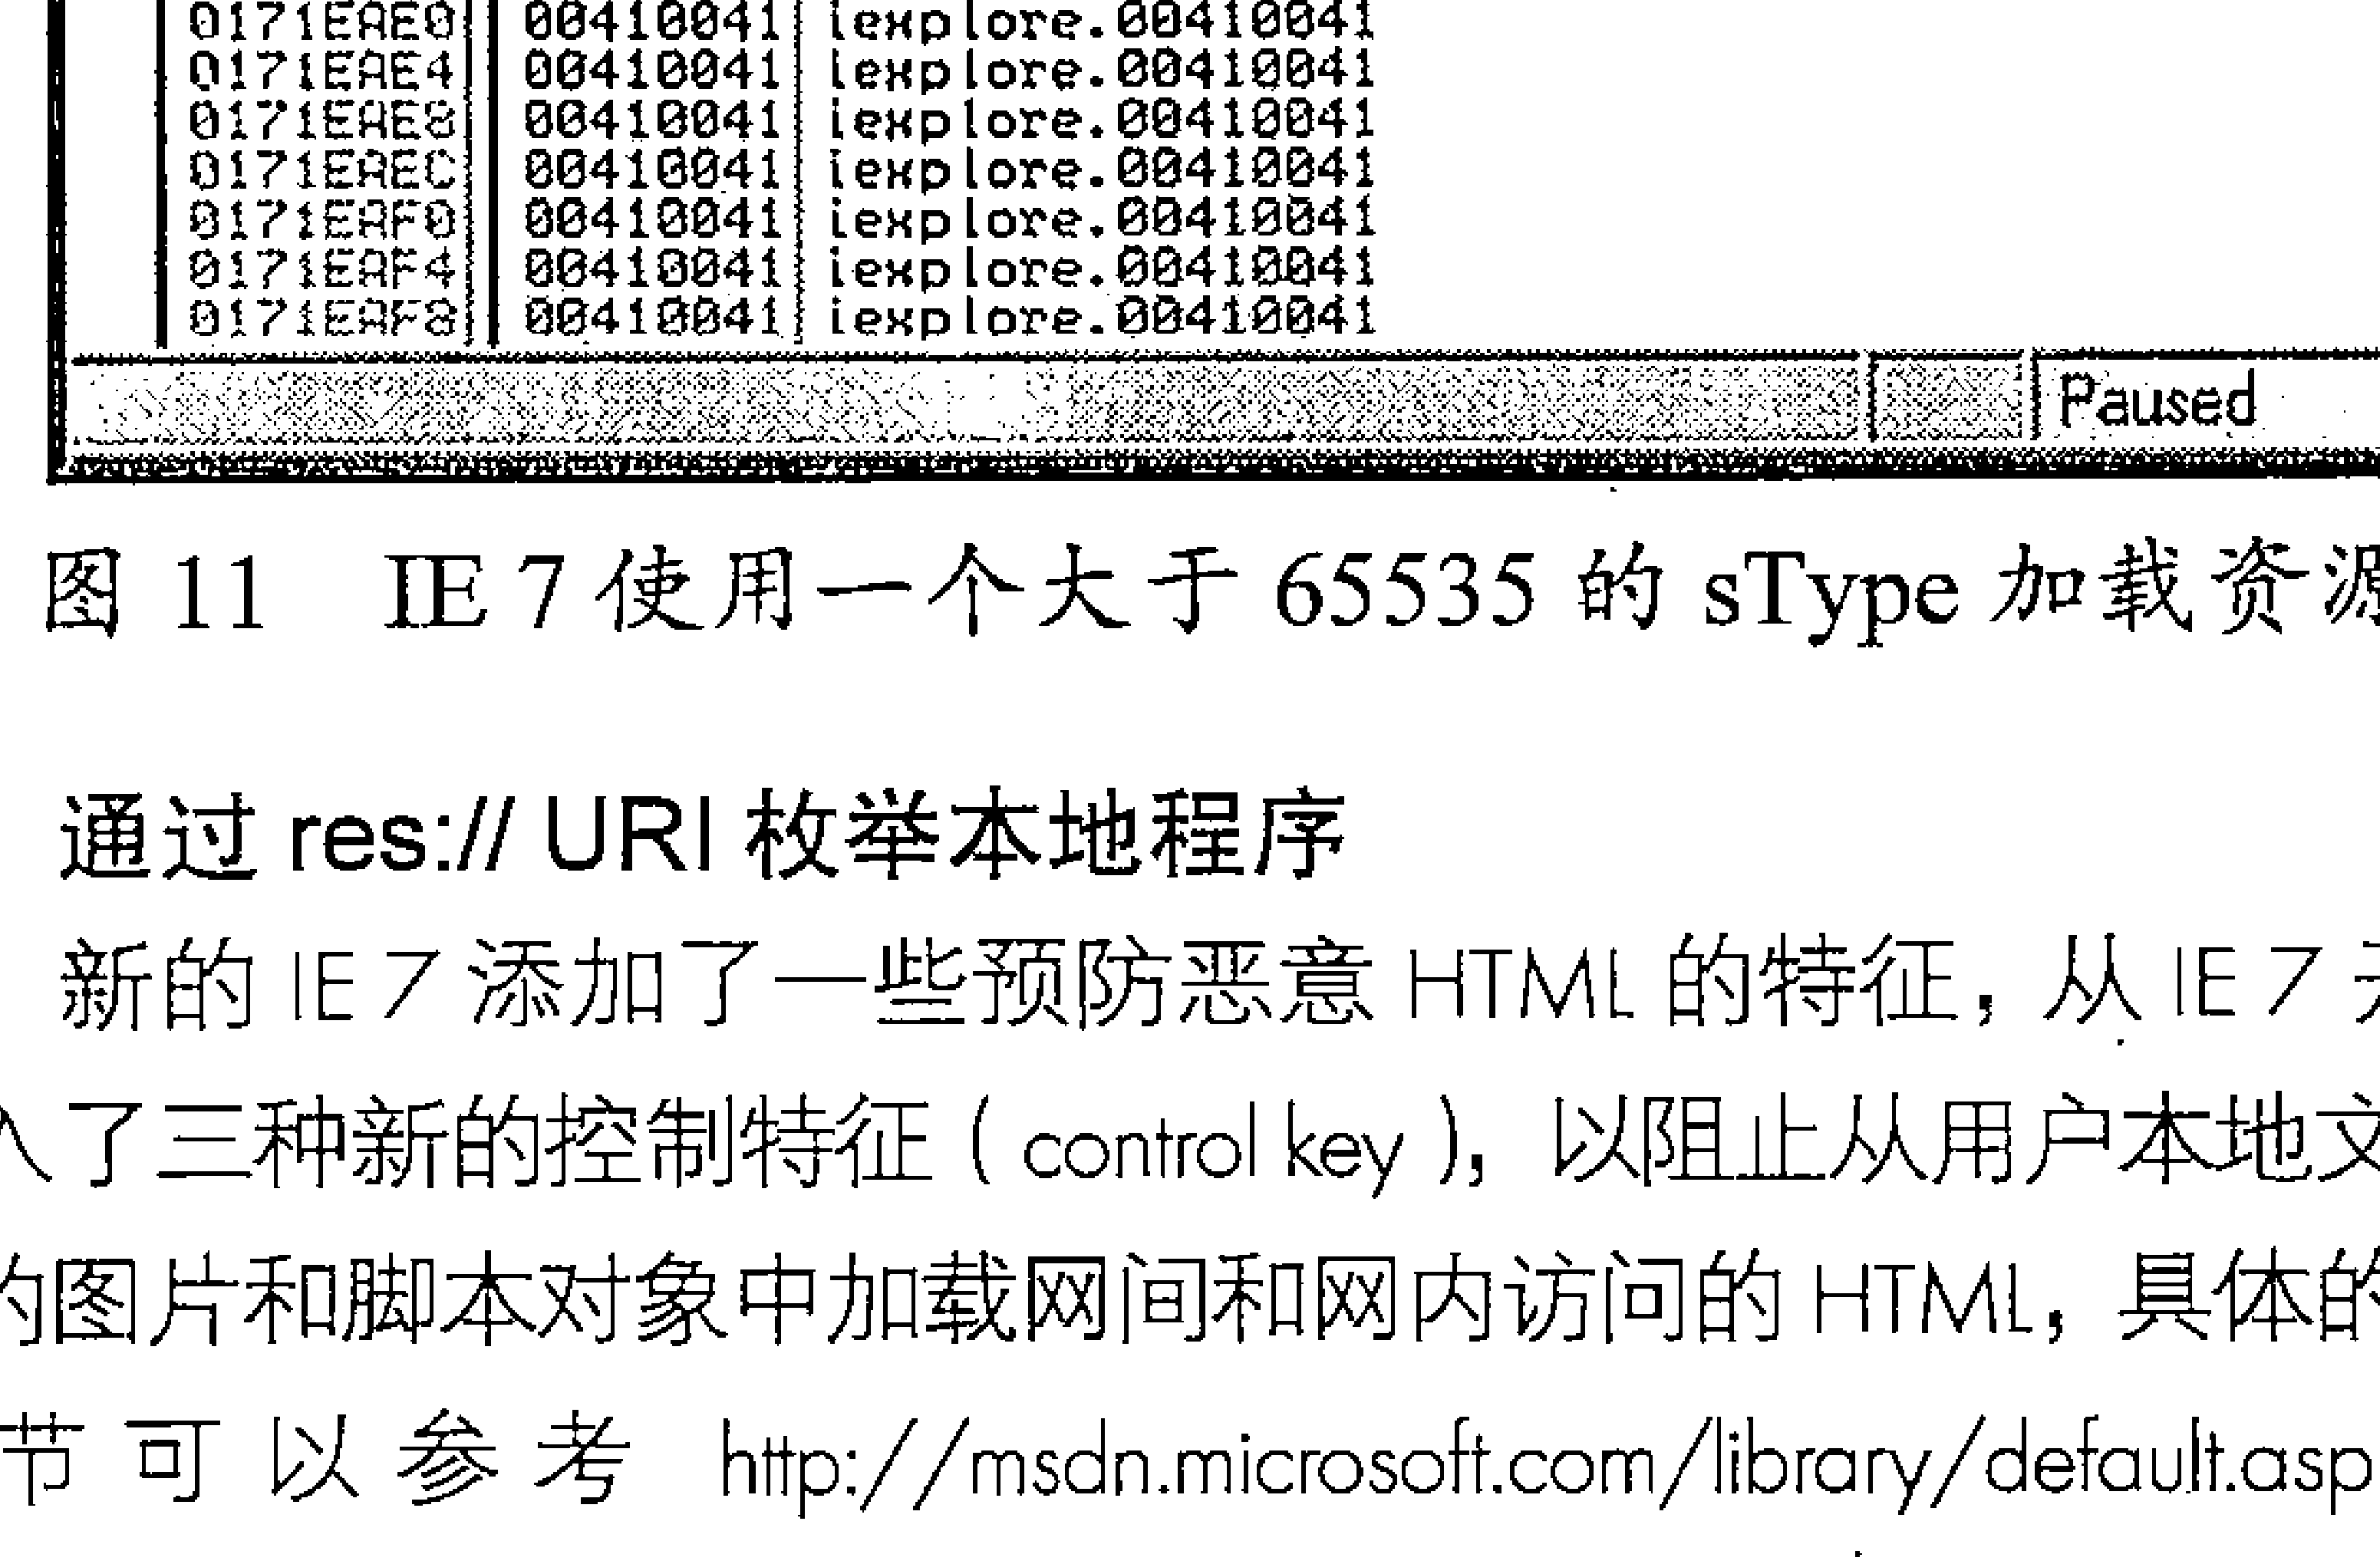 0171EAE0 00410041 iexplore.00410041
0171EAE4 00410041 iexplore.00410041
0171EAE8 00410041 iexplore.00410041
0171EAEC 00410041 iexplore.00410041
0171EAF0 00410041 iexplore.00410041
0171EAF4 00410041 iexplore.00410041
0171EAF8 00410041 iexplore.00410041
Paused
图 11 IE 7 使用一个大于 65535 的 sType 加载资源
通过 res:// URI 枚举本地程序
新的 IE 7 添加了一些预防恶意 HTML 的特征，从 IE 7
入了三种新的控制特征（control key），以阻止从用户本地文
的图片和脚本对象中加载网间和网内访问的 HTML，具体的
节可以参考 http://msdn.microsoft.com/library/default.asp